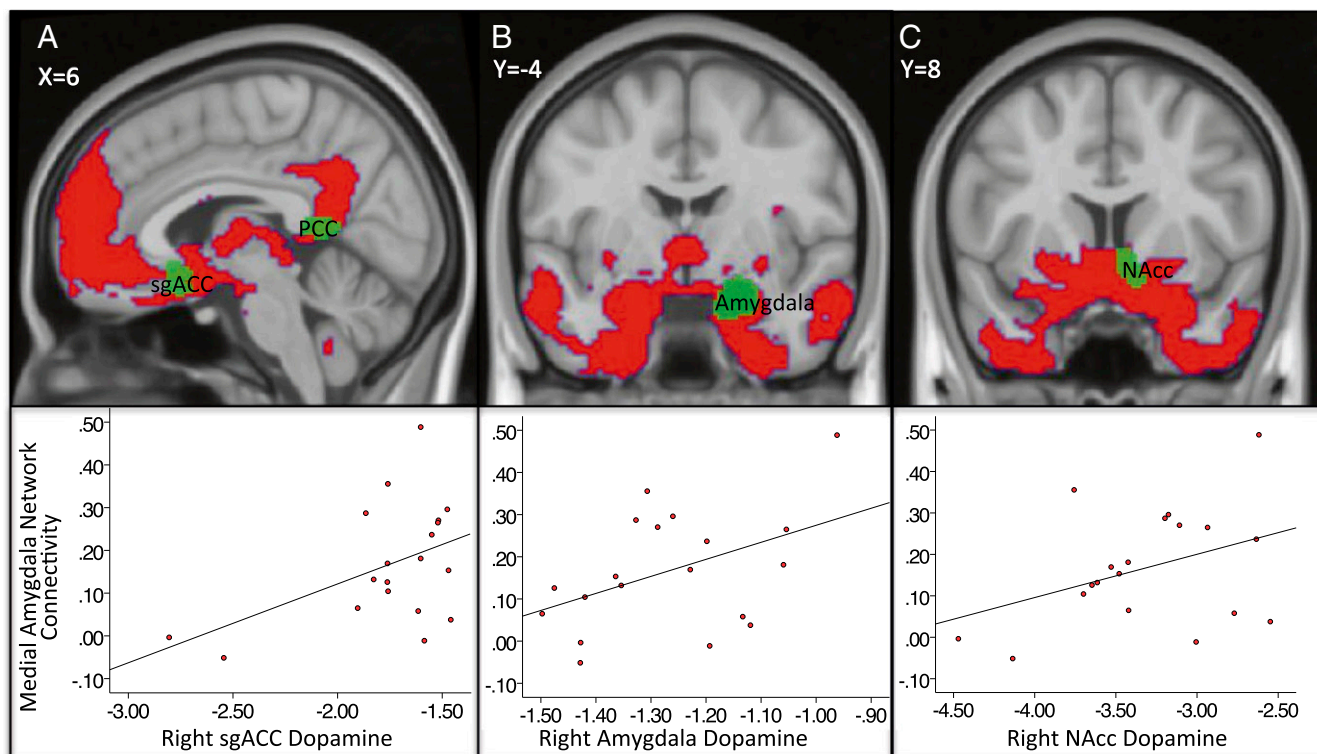 A
X=6
PCC
sgACC
B
Y=-4
Amygdala
C
Y=8
NAcc
Medial Amygdala Network
Connectivity
.50
.40
.30
.20
.10
.00
-.10
-3.00 -2.50 -2.00 -1.50
Right sgACC Dopamine
.50
.40
.30
.20
.10
.00
-.10
-1.50 -1.40 -1.30 -1.20 -1.10 -1.00 -.90
Right Amygdala Dopamine
.50
.40
.30
.20
.10
.00
-.10
-4.50 -4.00 -3.50 -3.00 -2.50
Right NAcc Dopamine